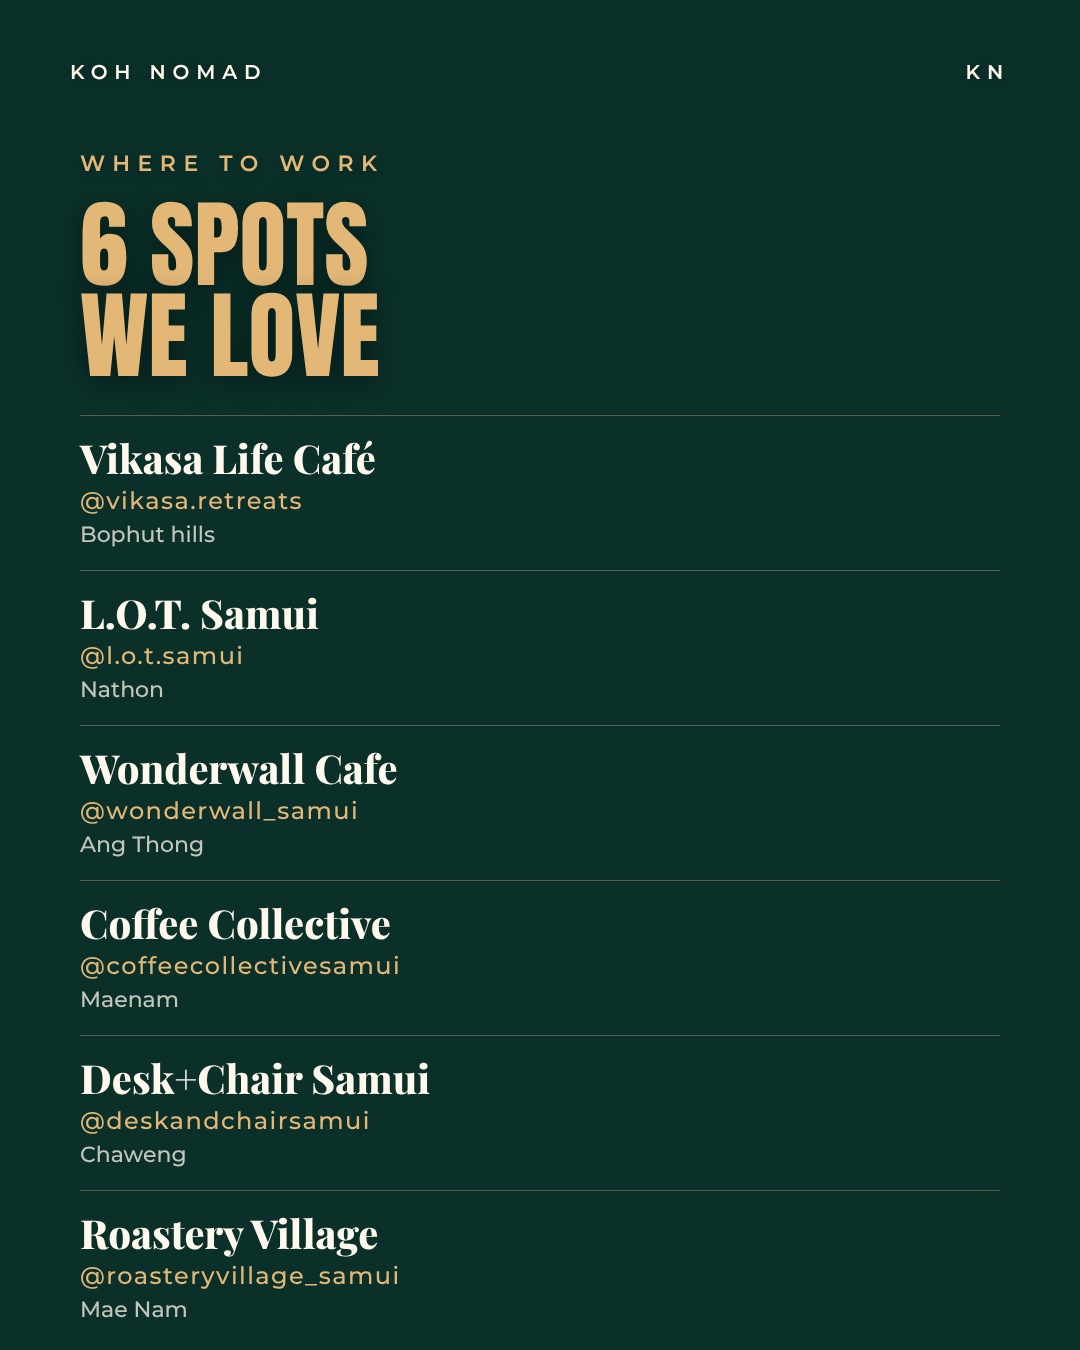 KOH NOMAD
KN
WHERE TO WORK
6 SPOTS
WE LOVE
Vikasa Life Café
@vikasa.retreats
Bophut hills
L.O.T. Samui
@l.o.t.samui
Nathon
Wonderwall Cafe
@wonderwall_samui
Ang Thong
Coffee Collective
@coffeecollectivesamui
Maenam
Desk+Chair Samui
@deskandchairsamui
Chaweng
Roastery Village
@roasteryvillage_samui
Mae Nam